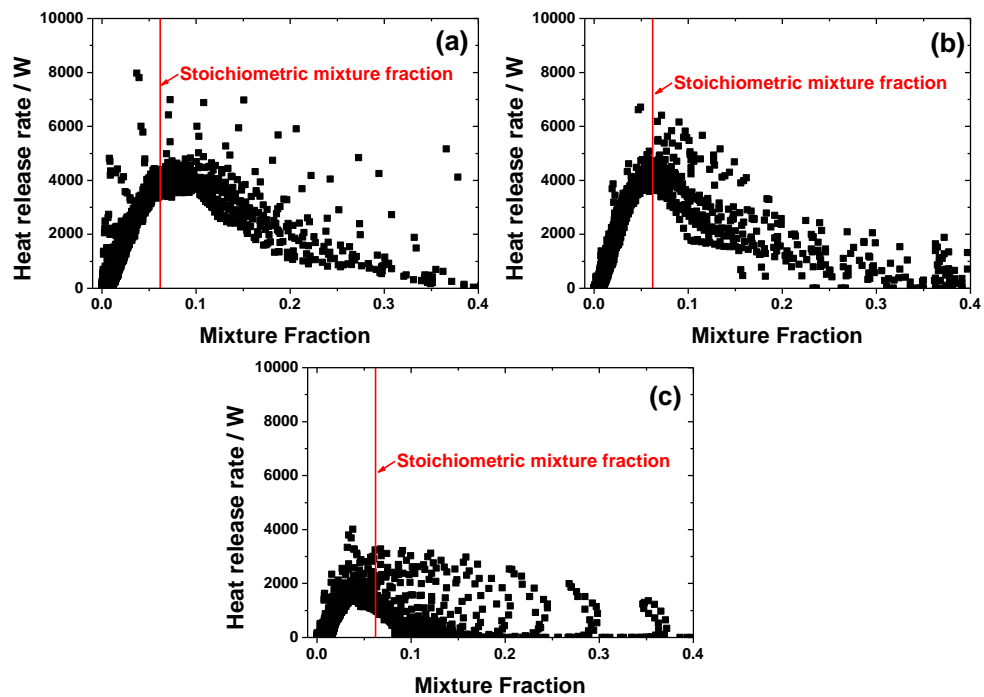 10000
8000
6000
4000
2000
0
0.0 0.1 0.2 0.3 0.4
Heat release rate / W
Mixture Fraction
Stoichiometric mixture fraction
(a)
10000
8000
6000
4000
2000
0
0.0 0.1 0.2 0.3 0.4
Heat release rate / W
Mixture Fraction
Stoichiometric mixture fraction
(b)
10000
8000
6000
4000
2000
0
0.0 0.1 0.2 0.3 0.4
Heat release rate / W
Mixture Fraction
Stoichiometric mixture fraction
(c)